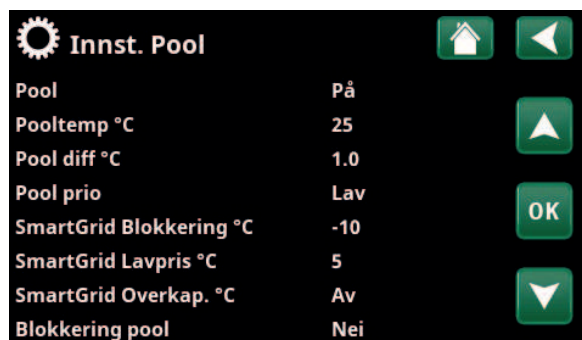 Innst. Pool
Pool På
Pooltemp °C 25
Pool diff °C 1.0
Pool prio Lav
SmartGrid Blokkering °C -10
SmartGrid Lavpris °C 5
SmartGrid Overkap. °C Av
Blokkering pool Nei
OK